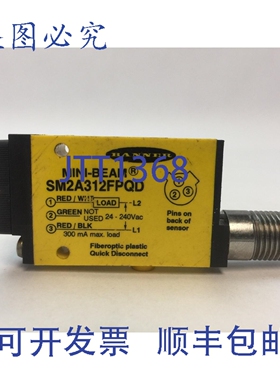 盗图必究
BANNER
MINI-BEAM®
SM2A312FPQD
JTT1368
① RED/WHT LOAD L2
② GREEN NOT USED 24 - 240Vac
③ RED/BLK L1
300 mA max. load
Fiberoptic plastic
Quick Disconnect
Pins on
back of
sensor
可开发票 顺丰包邮